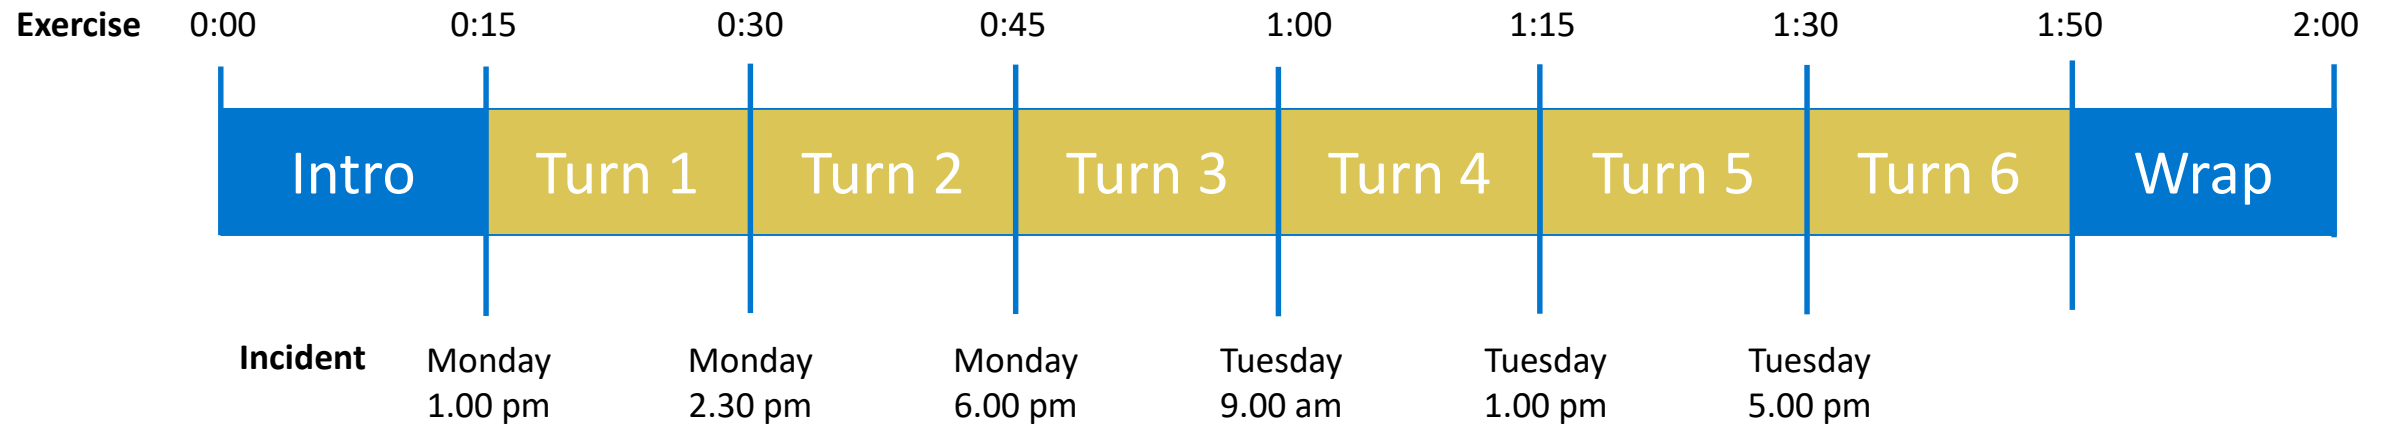 Exercise 0:00 0:15 0:30 0:45 1:00 1:15 1:30 1:50 2:00
Intro Turn 1 Turn 2 Turn 3 Turn 4 Turn 5 Turn 6 Wrap
Incident Monday Monday Monday Tuesday Tuesday Tuesday
1.00 pm 2.30 pm 6.00 pm 9.00 am 1.00 pm 5.00 pm